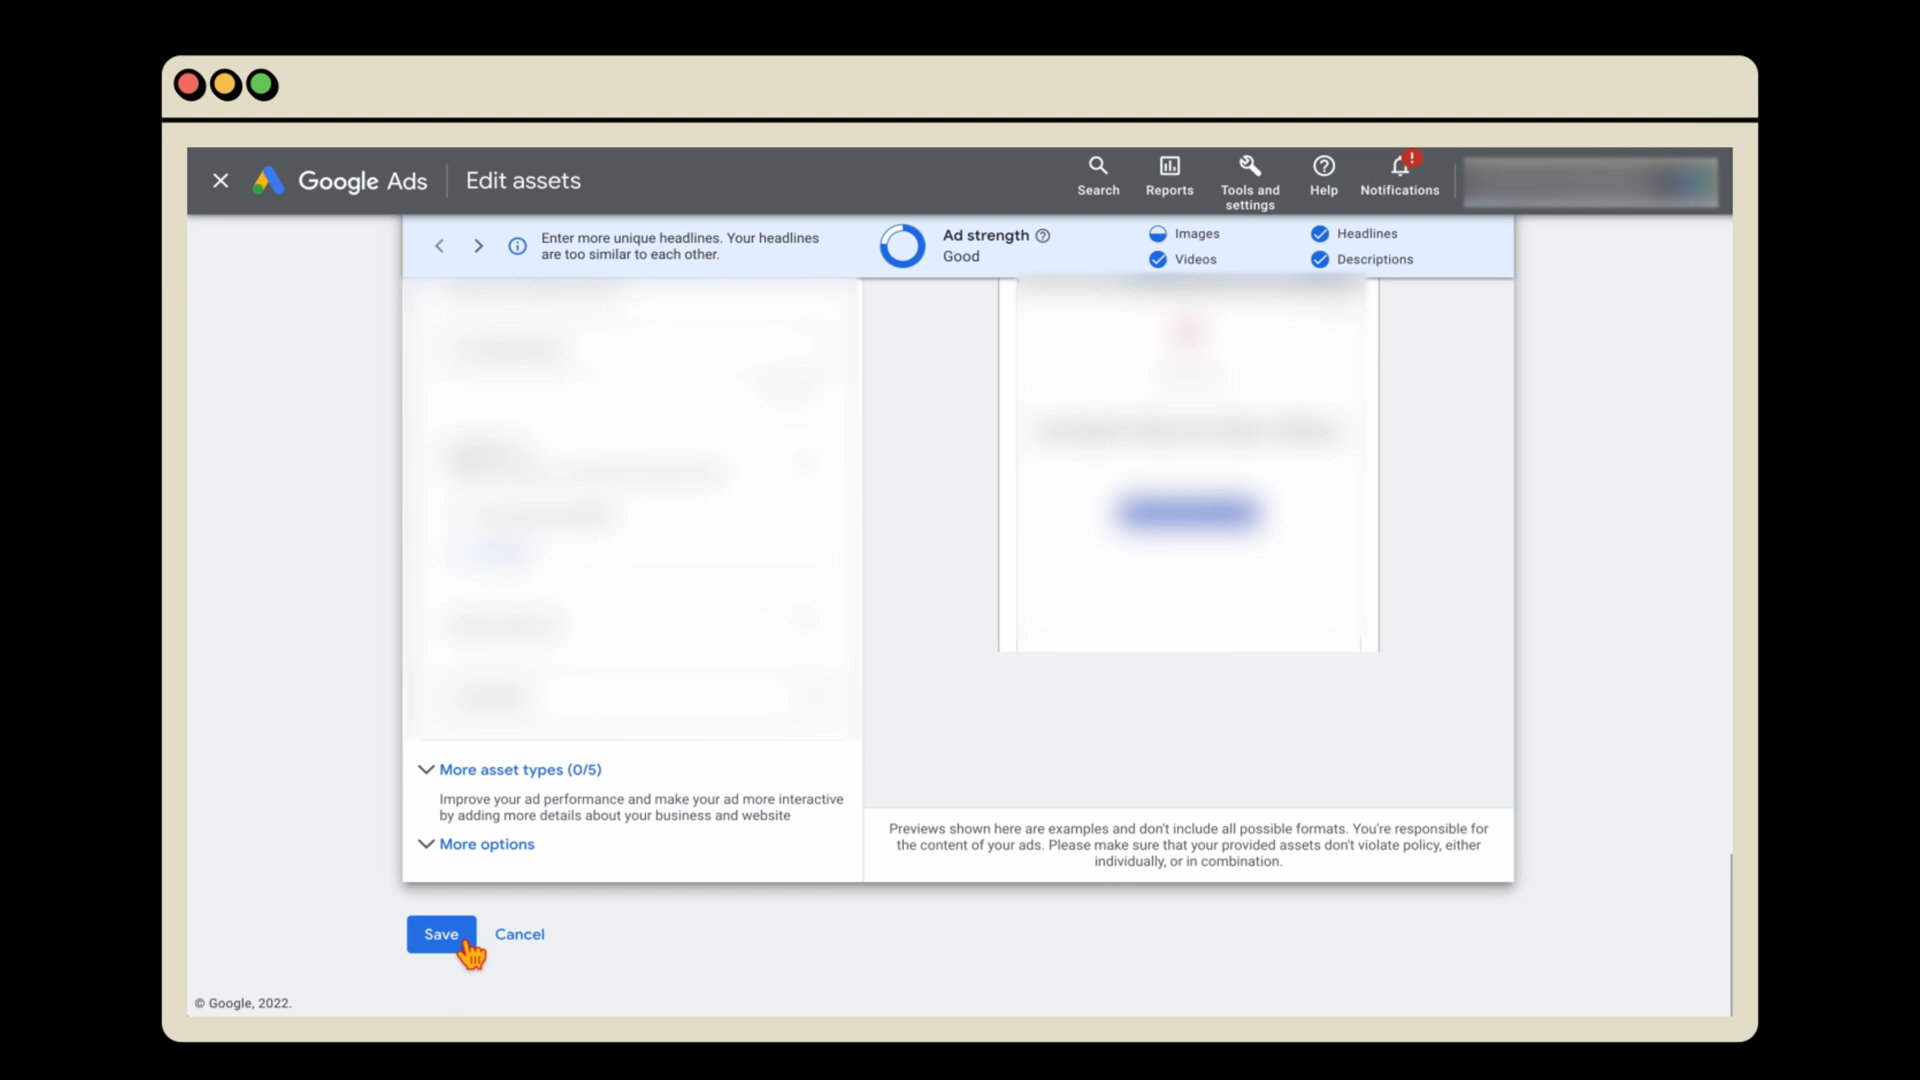 Google Ads
Edit assets
Search
Reports
Tools and
settings
Help
!
Notifications
Enter more unique headlines. Your headlines
are too similar to each other.
Ad strength
Good
Images
Videos
Headlines
Descriptions
More asset types (0/5)
Improve your ad performance and make your ad more interactive
by adding more details about your business and website
More options
Previews shown here are examples and don't include all possible formats. You're responsible for
the content of your ads. Please make sure that your provided assets don't violate policy, either
individually, or in combination.
Save
Cancel
© Google, 2022.